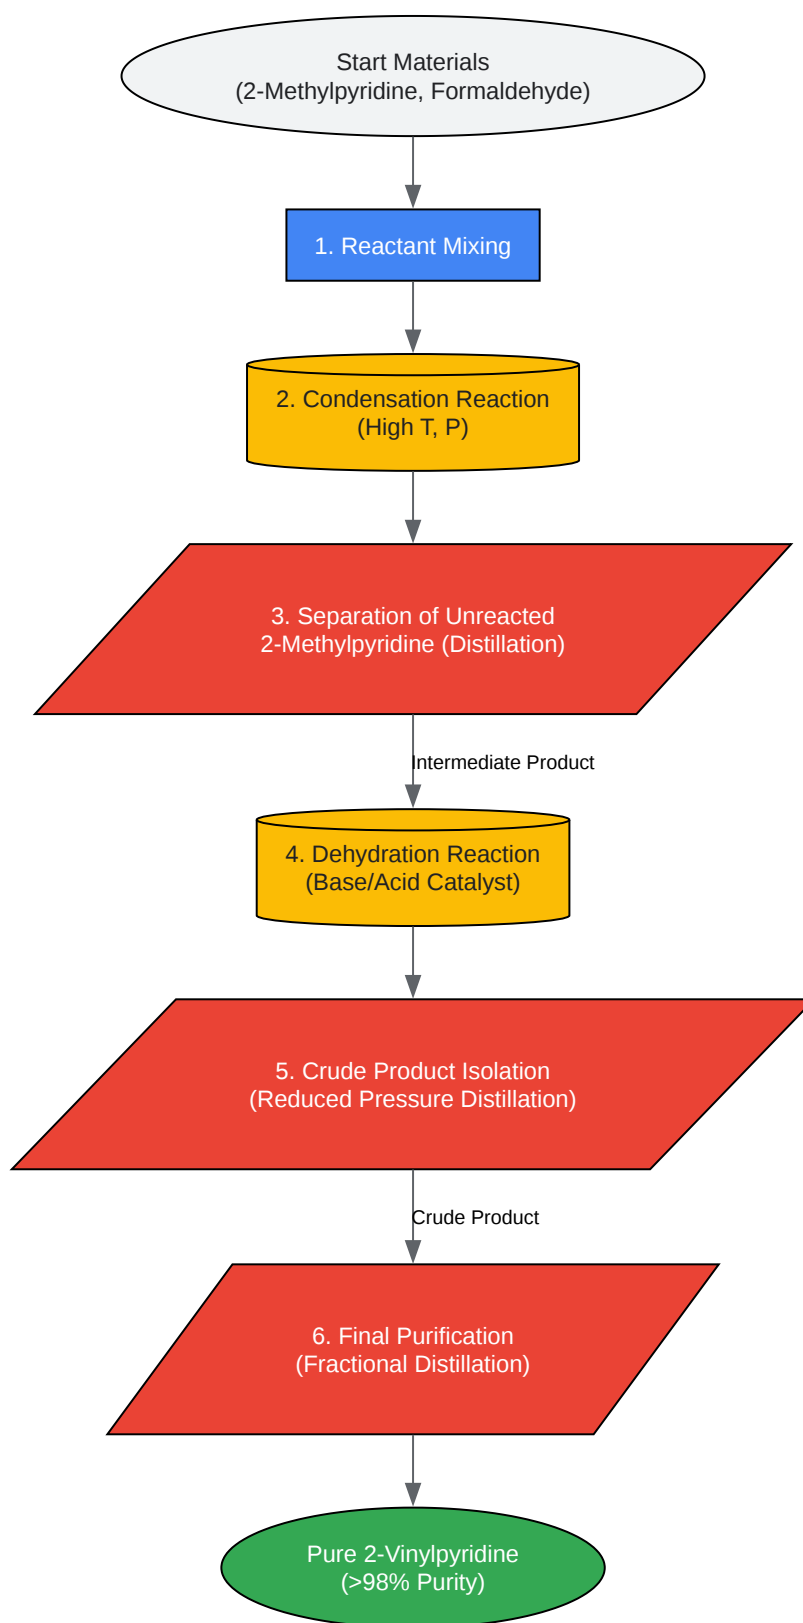 Start Materials
(2-Methylpyridine, Formaldehyde)
1. Reactant Mixing
2. Condensation Reaction
(High T, P)
3. Separation of Unreacted
2-Methylpyridine (Distillation)
Intermediate Product
4. Dehydration Reaction
(Base/Acid Catalyst)
5. Crude Product Isolation
(Reduced Pressure Distillation)
Crude Product
6. Final Purification
(Fractional Distillation)
Pure 2-Vinylpyridine
(>98% Purity)